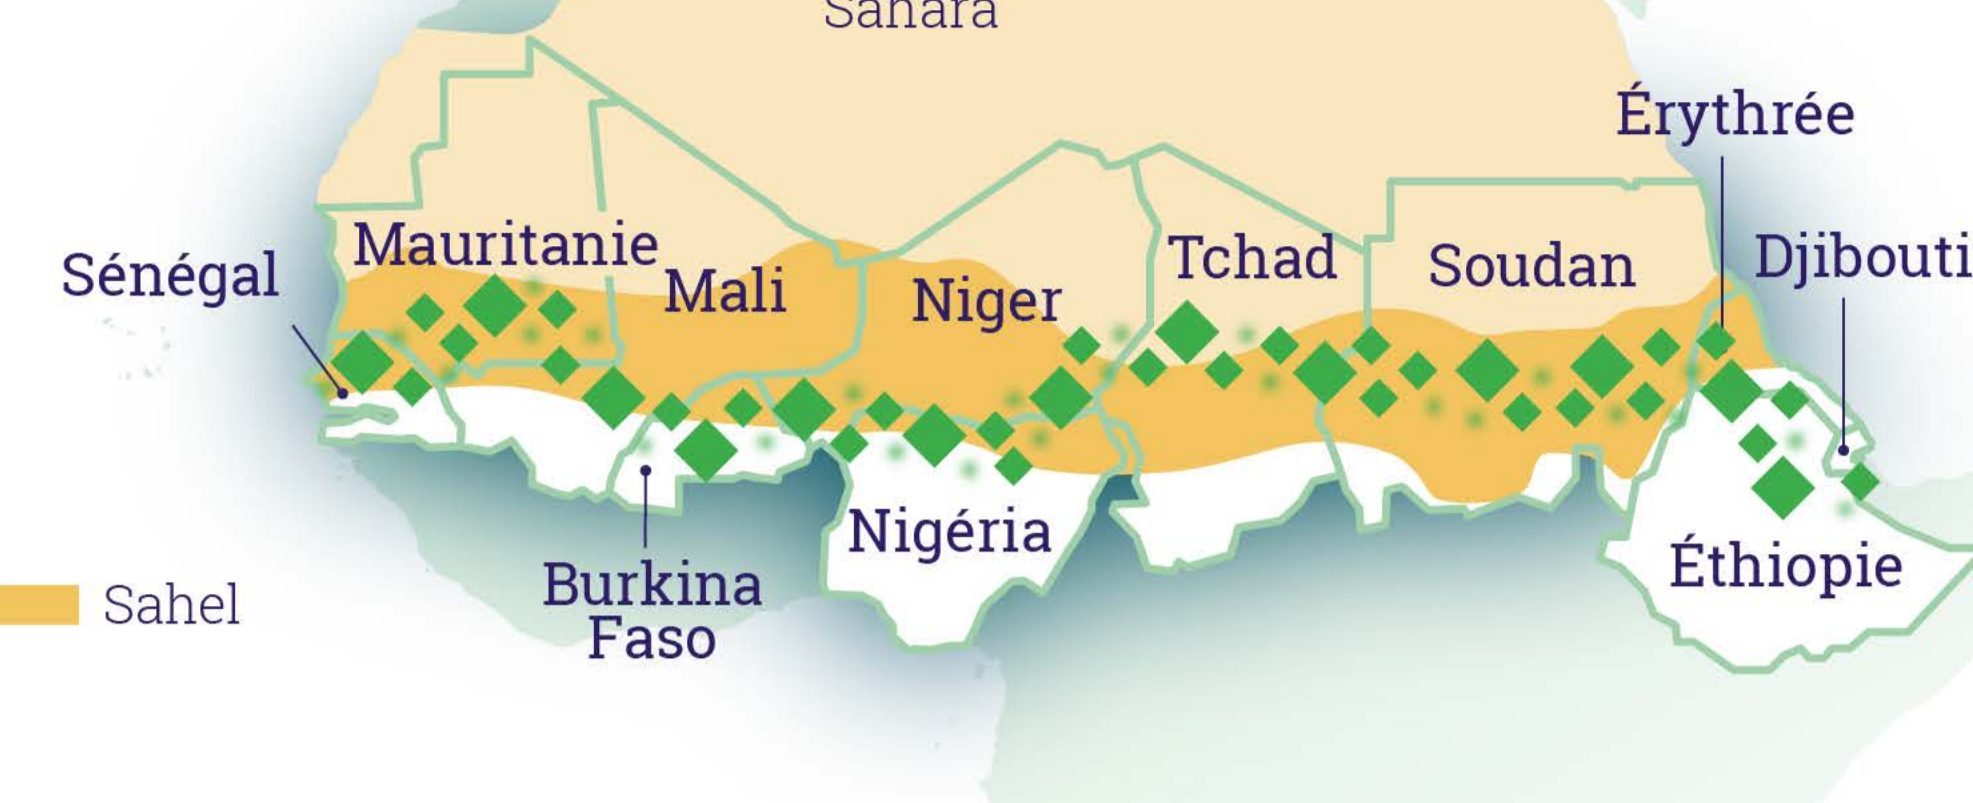 Sahara
Érythrée
Mauritanie
Sénégal
Mali
Niger
Tchad
Soudan
Djibouti
Nigéria
Burkina
Faso
Éthiopie
Sahel